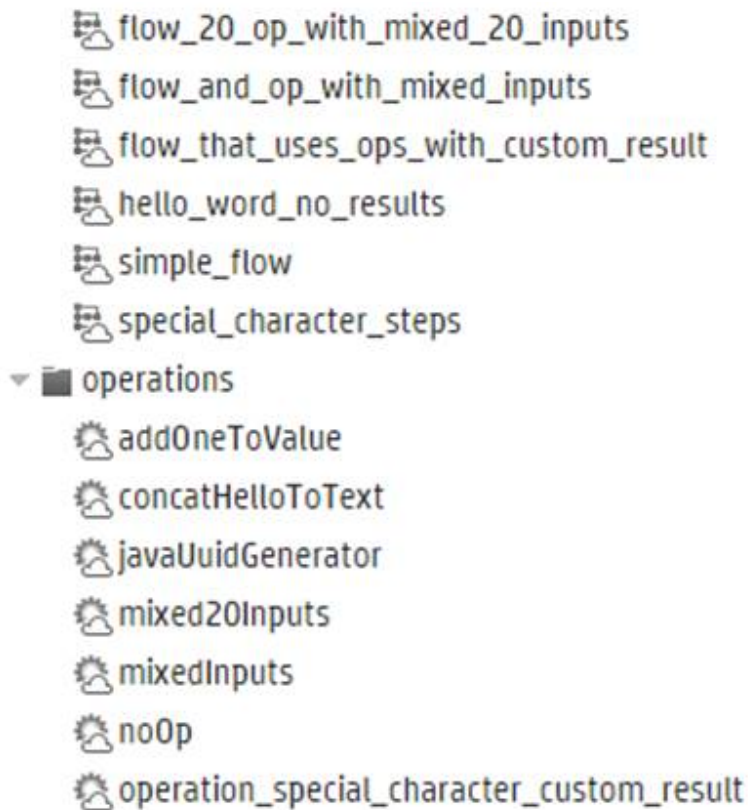 flow_20_op_with_mixed_20_inputs
flow_and_op_with_mixed_inputs
flow_that_uses_ops_with_custom_result
hello_word_no_results
simple_flow
special_character_steps
operations
addOneToValue
concatHelloToText
javaUuidGenerator
mixed20Inputs
mixedInputs
noOp
operation_special_character_custom_result